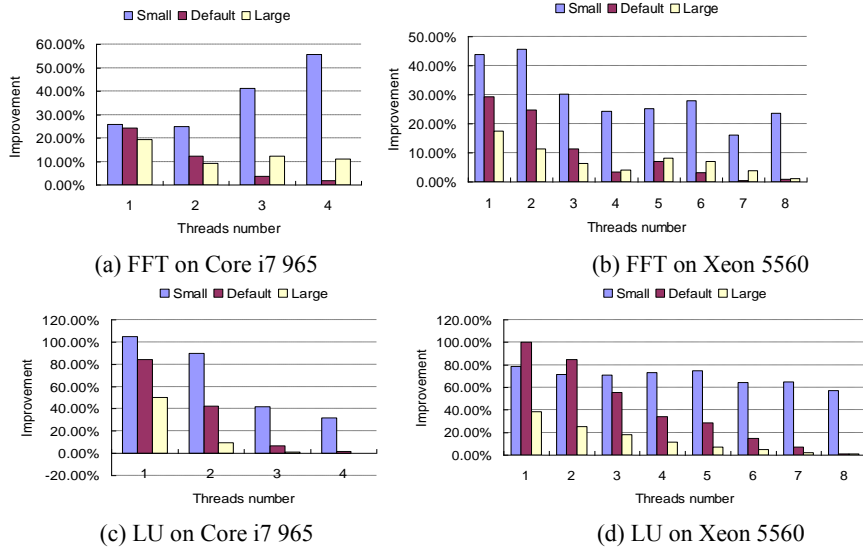 Small Default Large
60.00%
50.00%
40.00%
30.00%
20.00%
10.00%
0.00%
Improvement
1 2 3 4
Threads number
(a) FFT on Core i7 965
Small Default Large
50.00%
40.00%
30.00%
20.00%
10.00%
0.00%
Improvement
1 2 3 4 5 6 7 8
Threads number
(b) FFT on Xeon 5560
Small Default Large
120.00%
100.00%
80.00%
60.00%
40.00%
20.00%
0.00%
-20.00%
Improvement
1 2 3 4
Threads number
(c) LU on Core i7 965
Small Default Large
120.00%
100.00%
80.00%
60.00%
40.00%
20.00%
0.00%
Improvement
1 2 3 4 5 6 7 8
Threads number
(d) LU on Xeon 5560